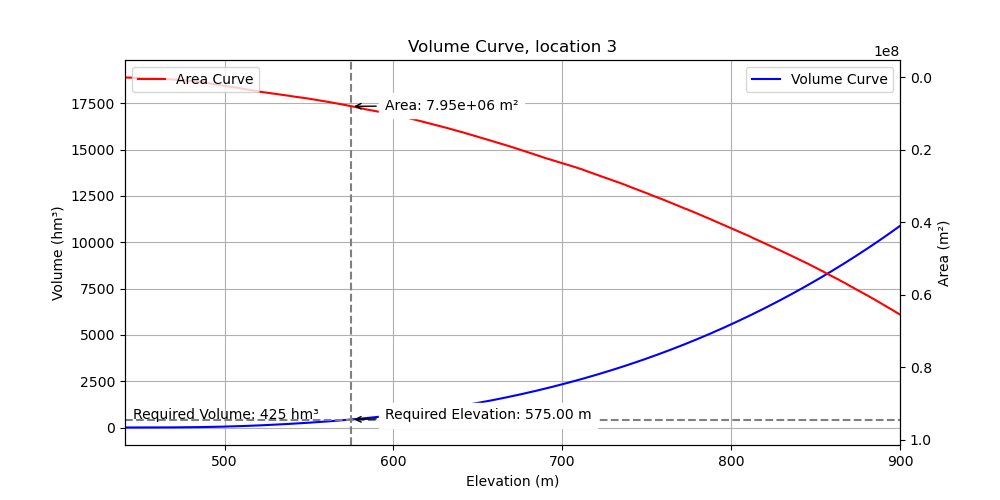 Volume Curve, location 3
1e8
Area Curve
Volume Curve
Area: 7.95e+06 m²
Required Volume: 425 hm³
Required Elevation: 575.00 m
Volume (hm³)
17500
15000
12500
10000
7500
5000
2500
0
Area (m²)
0.0
0.2
0.4
0.6
0.8
1.0
500
600
700
800
900
Elevation (m)